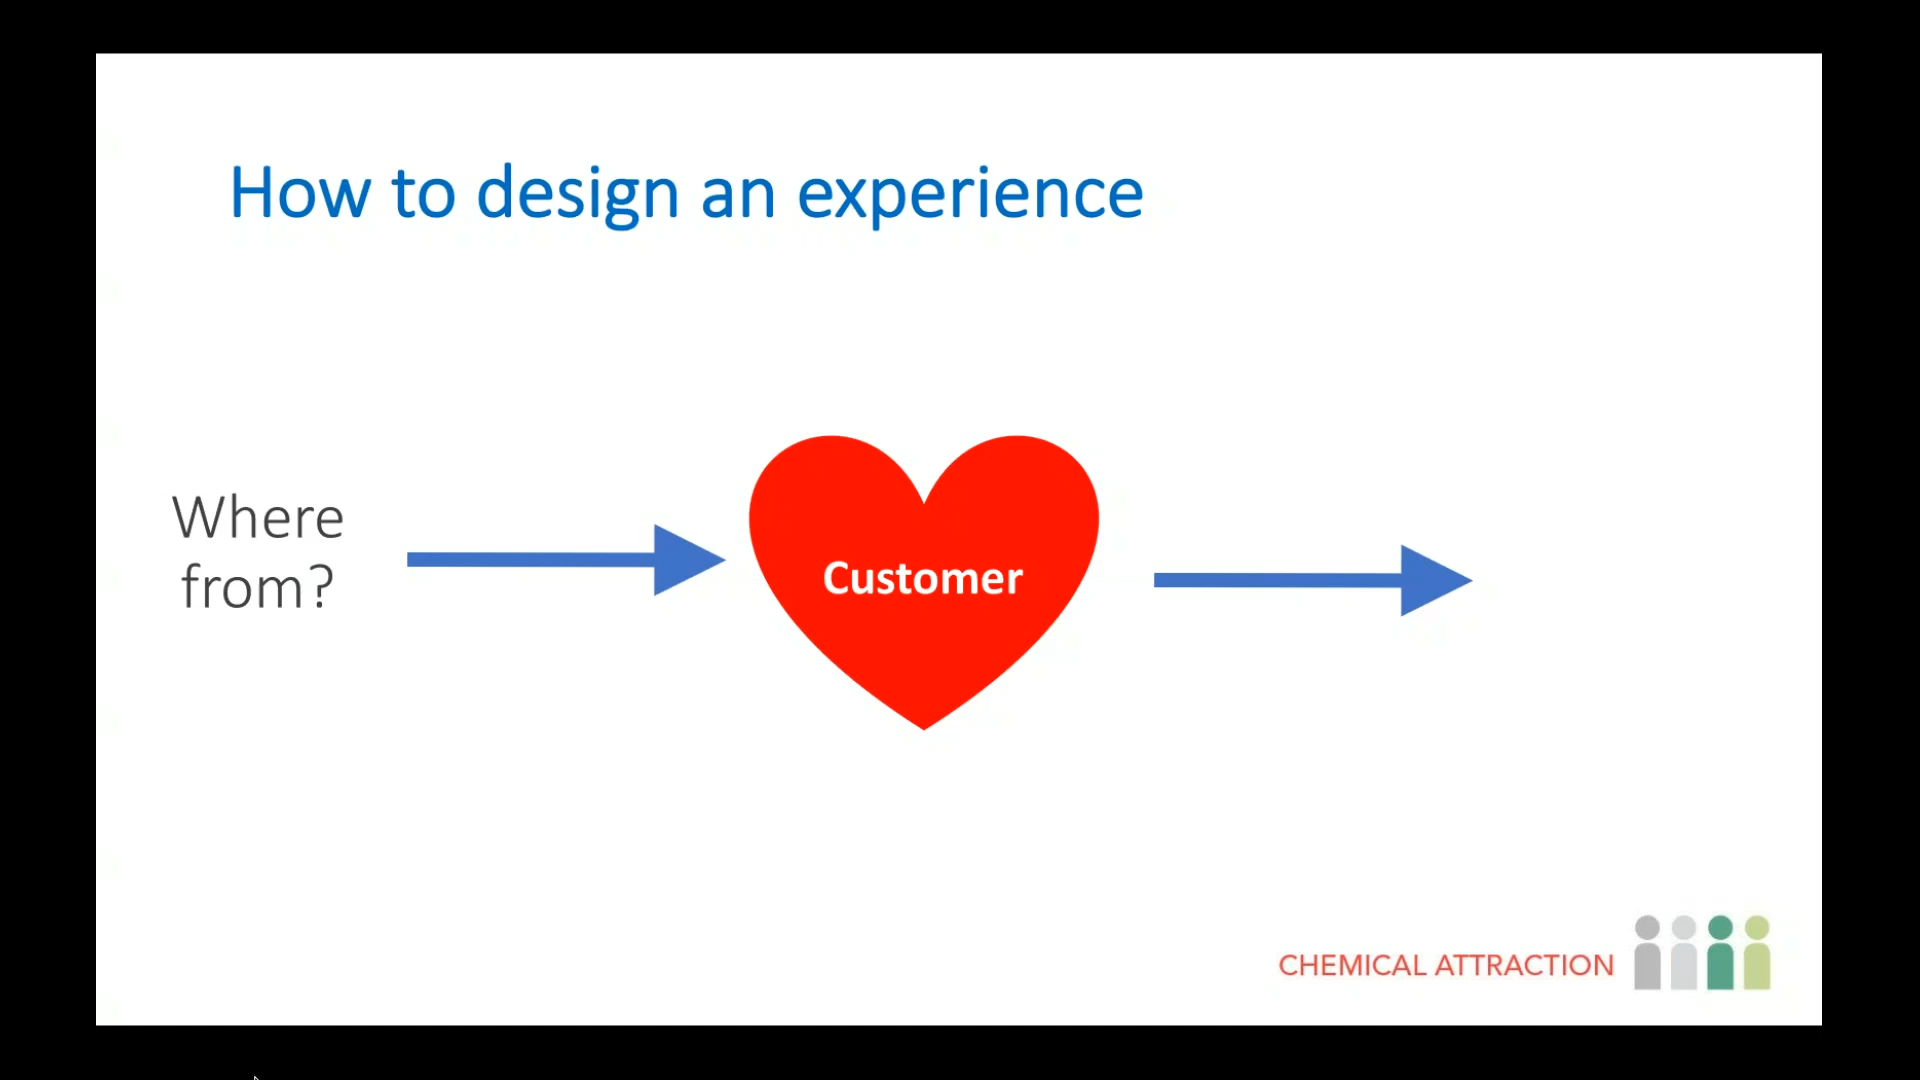 How to design an experience
Where
from?
Customer
CHEMICAL ATTRACTION